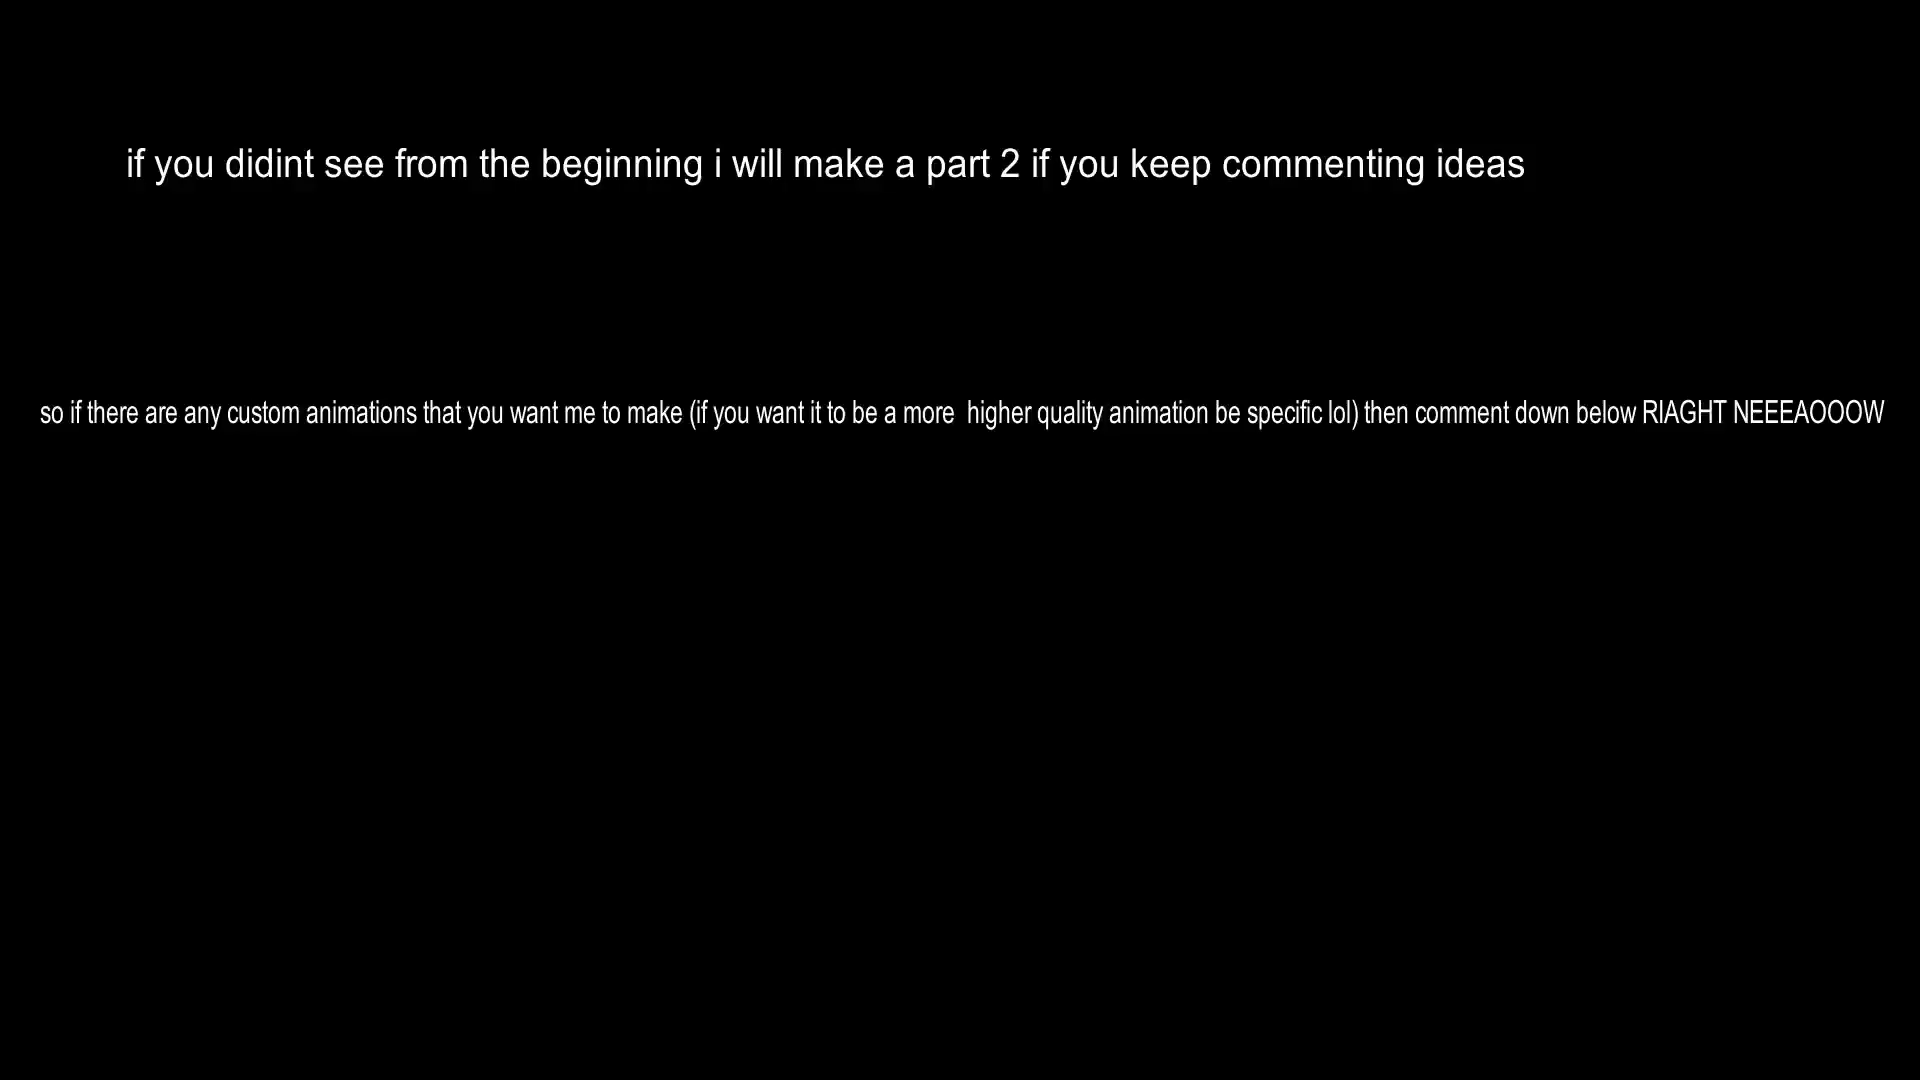 if you didint see from the beginning i will make a part 2 if you keep commenting ideas
so if there are any custom animations that you want me to make (if you want it to be a more  higher quality animation be specific lol) then comment down below RIAGHT NEEEAOOOW